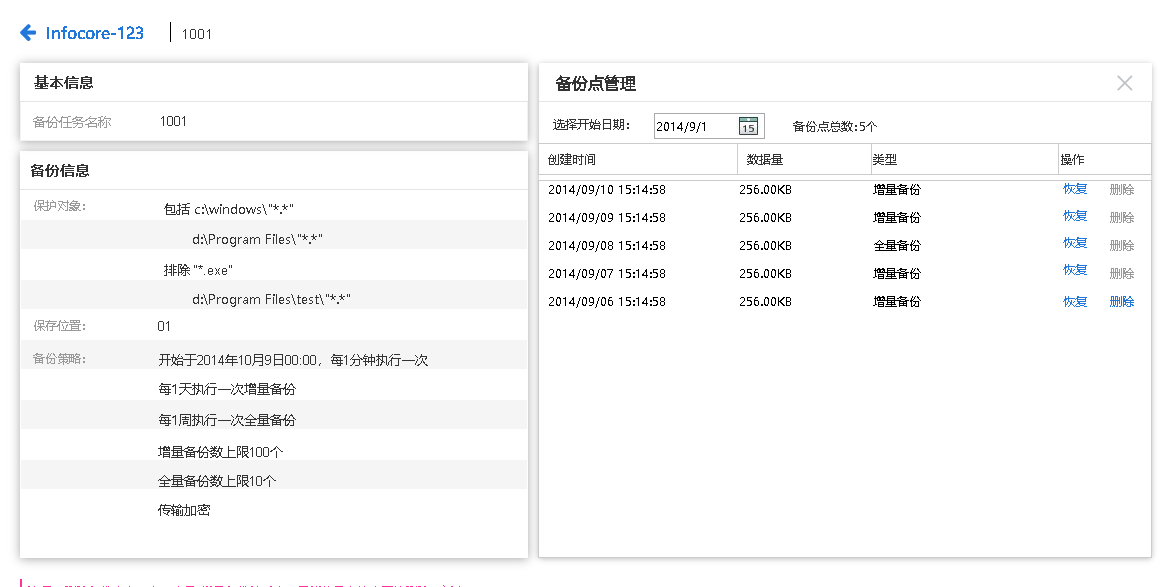 Infocore-123 1001
基本信息
备份任务名称 1001
备份信息
保护对象: 包括 c:\windows\"*.*"
d:\Program Files\"*.*"
排除 "*.exe"
d:\Program Files\test\"*.*"
保存位置: 01
备份策略: 开始于2014年10月9日00:00，每1分钟执行一次
每1天执行一次增量备份
每1周执行一次全量备份
增量备份数上限100个
全量备份数上限10个
传输加密
备份点管理
选择开始日期: 2014/9/1 15 备份点总数:5个
创建时间 数据量 类型 操作
2014/09/10 15:14:58 256.00KB 增量备份 恢复 删除
2014/09/09 15:14:58 256.00KB 增量备份 恢复 删除
2014/09/08 15:14:58 256.00KB 全量备份 恢复 删除
2014/09/07 15:14:58 256.00KB 增量备份 恢复 删除
2014/09/06 15:14:58 256.00KB 增量备份 恢复 删除